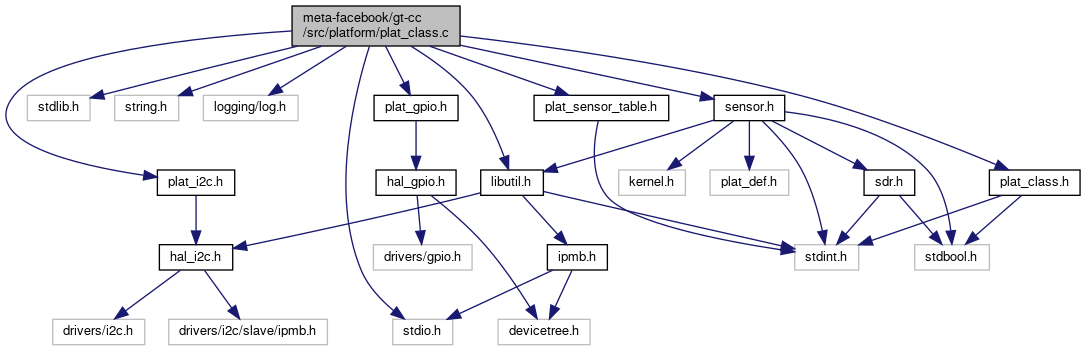 meta-facebook/gt-cc
/src/platform/plat_class.c
stdlib.h
string.h
logging/log.h
plat_gpio.h
plat_sensor_table.h
sensor.h
plat_i2c.h
hal_gpio.h
libutil.h
kernel.h
plat_def.h
sdr.h
plat_class.h
hal_i2c.h
drivers/gpio.h
ipmb.h
stdint.h
stdbool.h
drivers/i2c.h
drivers/i2c/slave/ipmb.h
stdio.h
devicetree.h